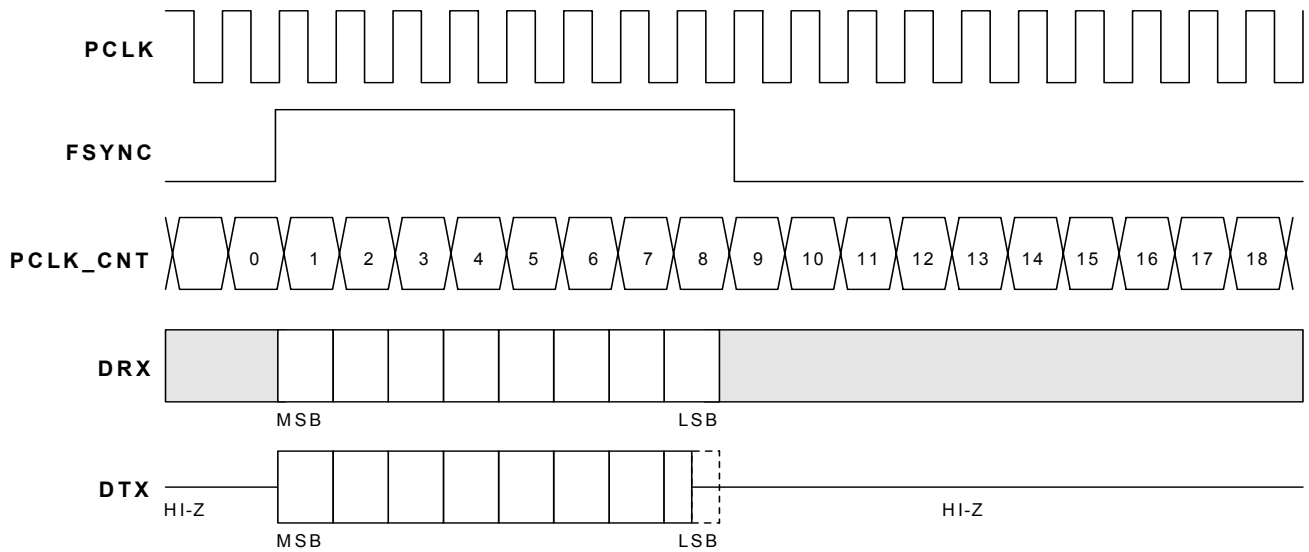 PCLK
FSYNC
PCLK_CNT 0 1 2 3 4 5 6 7 8 9 10 11 12 13 14 15 16 17 18
DRX
MSB LSB
DTX
HI-Z HI-Z
MSB LSB